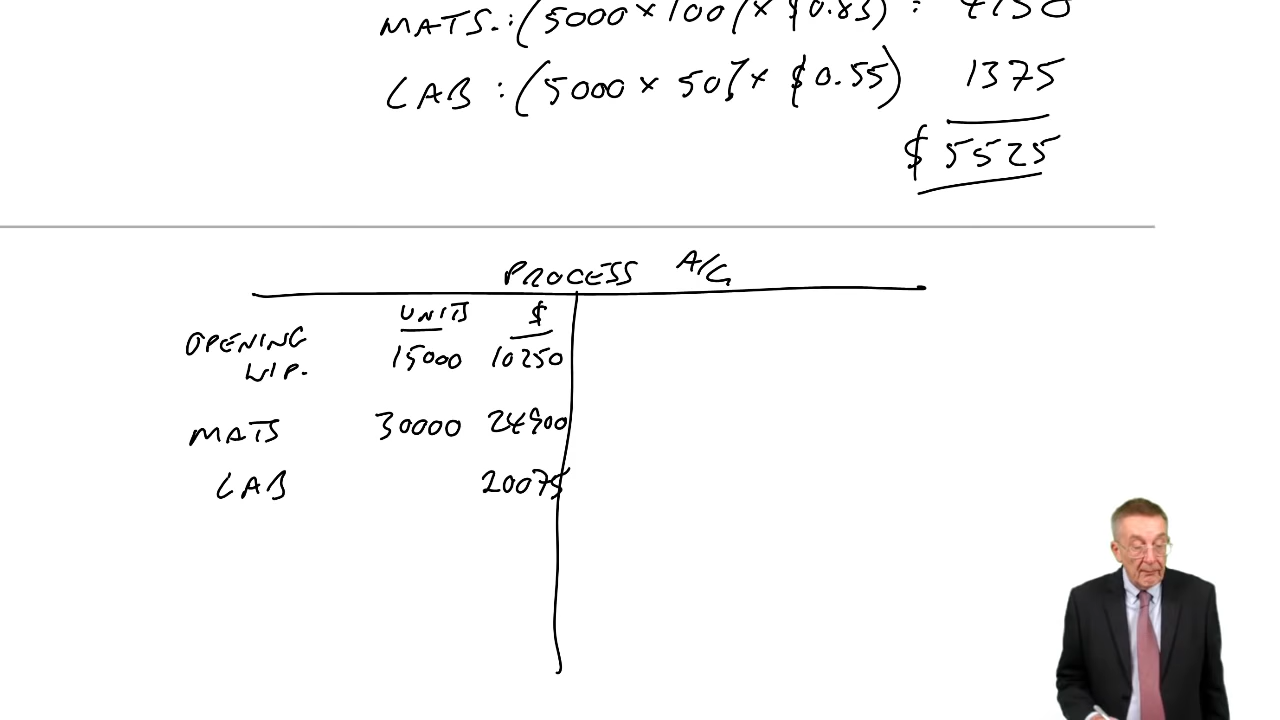 MATS.:(5000 × 100% × $0.83) : 4150
LAB :(5000 × 50% × $0.55) 1375
$ 5525
PROCESS A/C
UNITS $
OPENING WIP. 15000 10250
MATS 30000 24900
LAB 20075